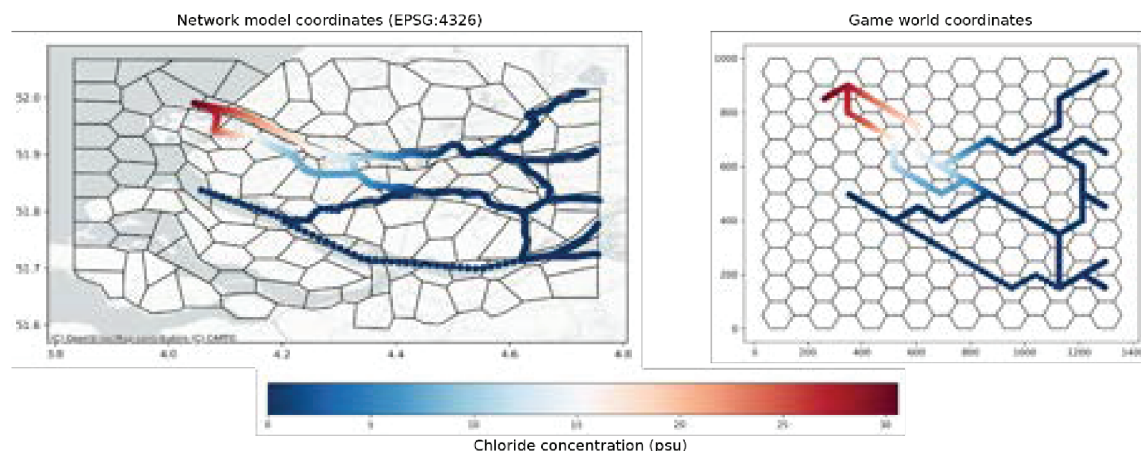 Network model coordinates (EPSG:4326)
Game world coordinates
52.0
51.9
51.8
51.7
51.6
3.8 4.0 4.2 4.4 4.6 4.8
1000
800
600
400
200
0
0 200 400 600 800 1000 1200 1400
0 5 10 15 20 25 30
Chloride concentration (psu)